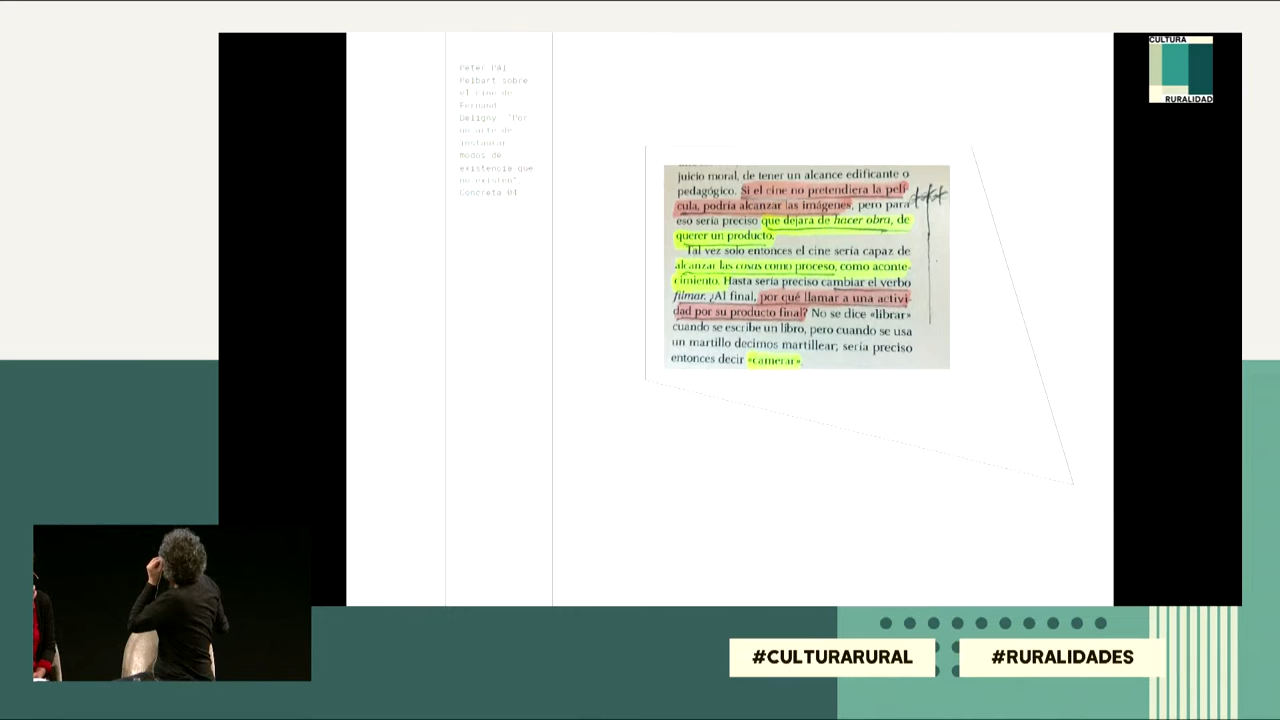 CULTURA
RURALIDAD
Peter Pál
Pelbart sobre
el cine de
Fernand
Deligny. "Por
un arte de
instaurar
modos de
existencia que
no existen"
Concreta 04
juicio moral, de tener un alcance edificante o
pedagógico. Si el cine no pretendiera la pelí
cula, podría alcanzar las imágenes, pero para
eso sería preciso que dejara de hacer obra, de
querer un producto.
Tal vez solo entonces el cine sería capaz de
alcanzar las cosas como proceso, como aconte-
cimiento. Hasta sería preciso cambiar el verbo
filmar. ¿Al final, por qué llamar a una activi-
dad por su producto final? No se dice «librar»
cuando se escribe un libro, pero cuando se usa
un martillo decimos martillear; sería preciso
entonces decir «camerar».
#CULTURARURAL
#RURALIDADES